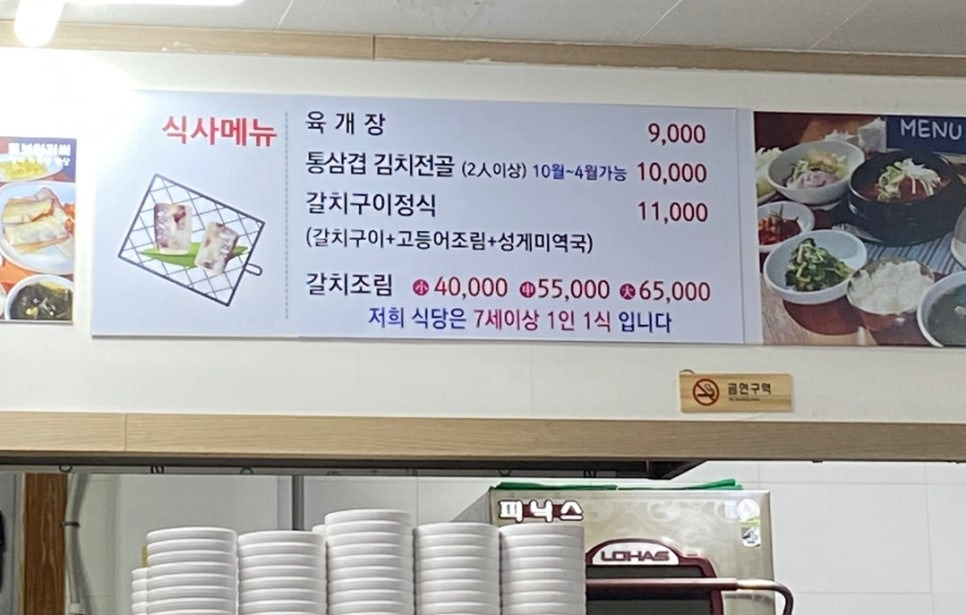 식사메뉴
육개장 9,000
통삼겹 김치전골 (2人이상) 10월~4월가능 10,000
갈치구이정식 11,000
(갈치구이+고등어조림+성게미역국)
갈치조림 小 40,000 中 55,000 大 65,000
저희 식당은 7세이상 1인 1식 입니다
MENU
금연구역
피닉스
LOHAS